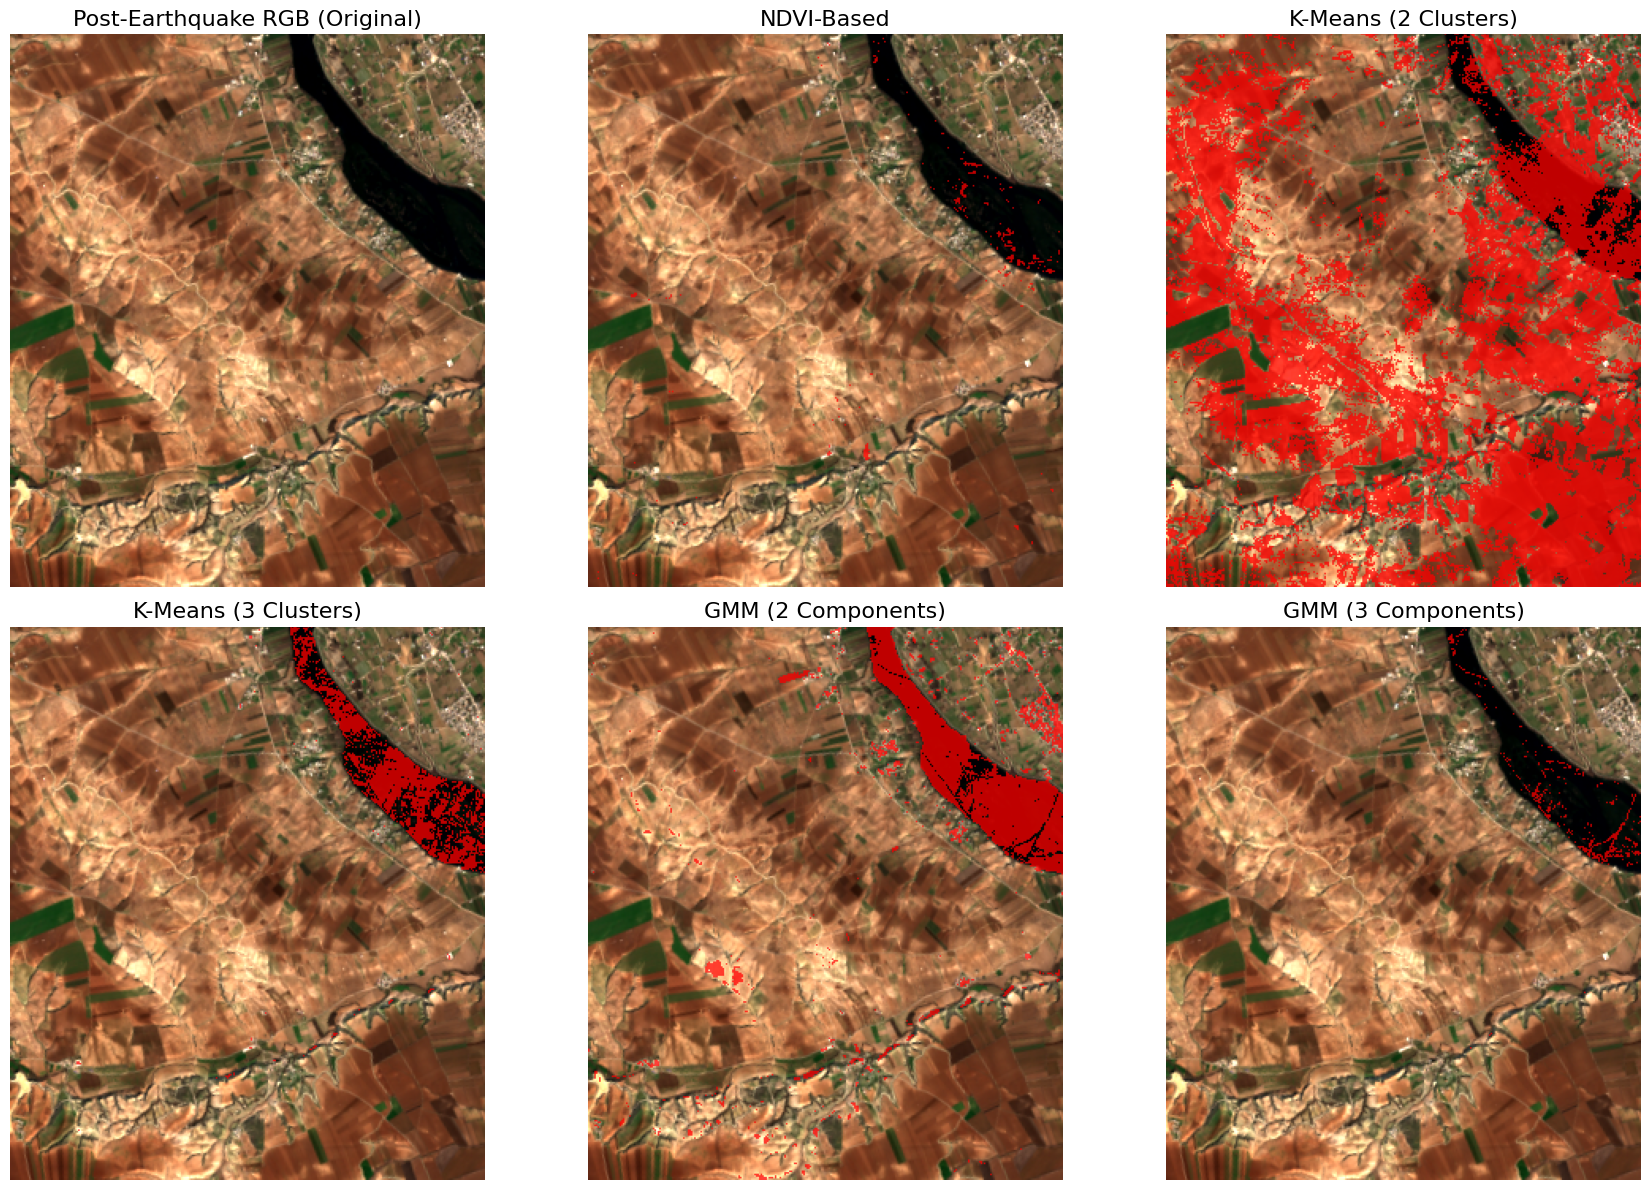 Post-Earthquake RGB (Original)
NDVI-Based
K-Means (2 Clusters)
K-Means (3 Clusters)
GMM (2 Components)
GMM (3 Components)